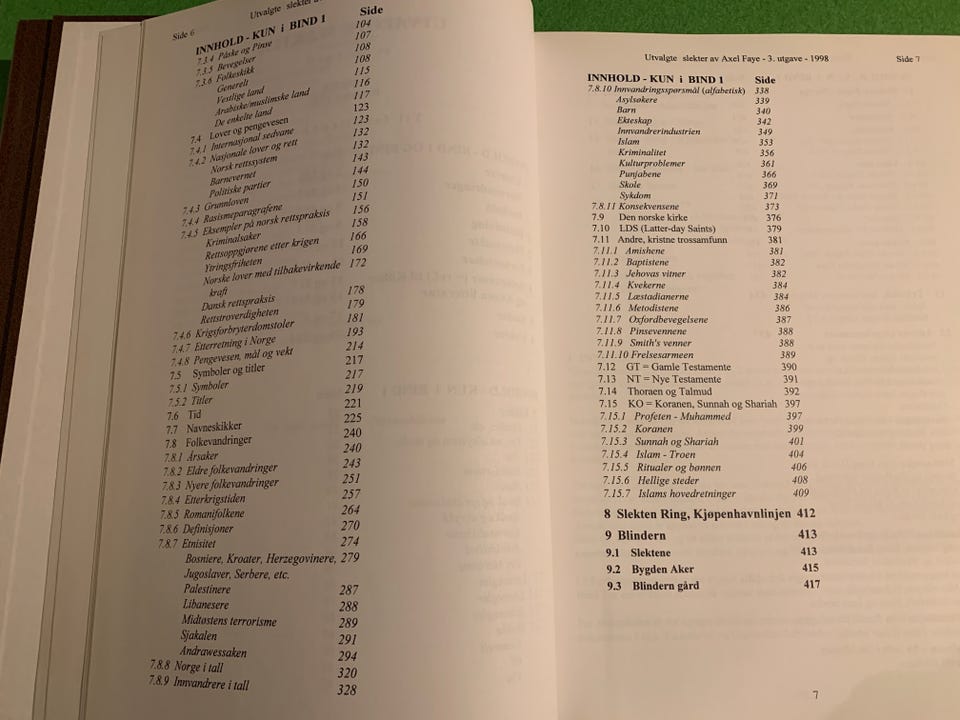 Side 6 Utvalgte slekter
INNHOLD - KUN i BIND 1 Side
7.3.4 Påske og Pinse 104
7.3.5 Bevegelser 107
7.3.6 Folkeskikk 108
Generelt 108
Vestlige land 115
Arabiske/muslimske land 116
De enkelte land 117
7.4 Lover og pengevesen 123
7.4.1 Internasjonal sedvane 123
7.4.2 Nasjonale lover og rett 132
Norsk rettssystem 132
Barnevernet 143
Politiske partier 144
7.4.3 Grunnloven 150
7.4.4 Rasismeparagrafene 151
7.4.5 Eksempler på norsk rettspraksis 156
Kriminalsaker 158
Rettsoppgjørene etter krigen 166
Ytringsfriheten 169
Norske lover med tilbakevirkende 172
kraft
Dansk rettspraksis 178
Rettstroverdigheten 179
7.4.6 Krigsforbryterdomstoler 181
7.4.7 Etterretning i Norge 193
7.4.8 Pengevesen, mål og vekt 214
7.5 Symboler og titler 217
7.5.1 Symboler 217
7.5.2 Titler 219
7.6 Tid 221
7.7 Navneskikker 225
7.8 Folkevandringer 240
7.8.1 Årsaker 240
7.8.2 Eldre folkevandringer 243
7.8.3 Nyere folkevandringer 251
7.8.4 Etterkrigstiden 257
7.8.5 Romanifolkene 264
7.8.6 Definisjoner 270
7.8.7 Etnisitet 274
Bosniere, Kroater, Herzegovinere, 279
Jugoslaver, Serbere, etc.
Palestinere 287
Libanesere 288
Midtøstens terrorisme 289
Sjakalen 291
Andrawessaken 294
7.8.8 Norge i tall 320
7.8.9 Innvandrere i tall 328
Utvalgte slekter av Axel Faye - 3. utgave - 1998 Side 7
INNHOLD - KUN i BIND 1 Side
7.8.10 Innvandringsspørsmål (alfabetisk) 338
Asylsøkere 339
Barn 340
Ekteskap 342
Innvandrerindustrien 349
Islam 353
Kriminalitet 356
Kulturproblemer 361
Punjabene 366
Skole 369
Sykdom 371
7.8.11 Konsekvensene 373
7.9 Den norske kirke 376
7.10 LDS (Latter-day Saints) 379
7.11 Andre, kristne trossamfunn 381
7.11.1 Amishene 381
7.11.2 Baptistene 382
7.11.3 Jehovas vitner 382
7.11.4 Kvekerne 384
7.11.5 Læstadianerne 384
7.11.6 Metodistene 386
7.11.7 Oxfordbevegelsene 387
7.11.8 Pinsevennene 388
7.11.9 Smith's venner 388
7.11.10 Frelsesarmeen 389
7.12 GT = Gamle Testamente 390
7.13 NT = Nye Testamente 391
7.14 Thoraen og Talmud 392
7.15 KO = Koranen, Sunnah og Shariah 397
7.15.1 Profeten - Muhammed 397
7.15.2 Koranen 399
7.15.3 Sunnah og Shariah 401
7.15.4 Islam - Troen 404
7.15.5 Ritualer og bønnen 406
7.15.6 Hellige steder 408
7.15.7 Islams hovedretninger 409
8 Slekten Ring, Kjøpenhavnlinjen 412
9 Blindern 413
9.1 Slektene 413
9.2 Bygden Aker 415
9.3 Blindern gård 417
7